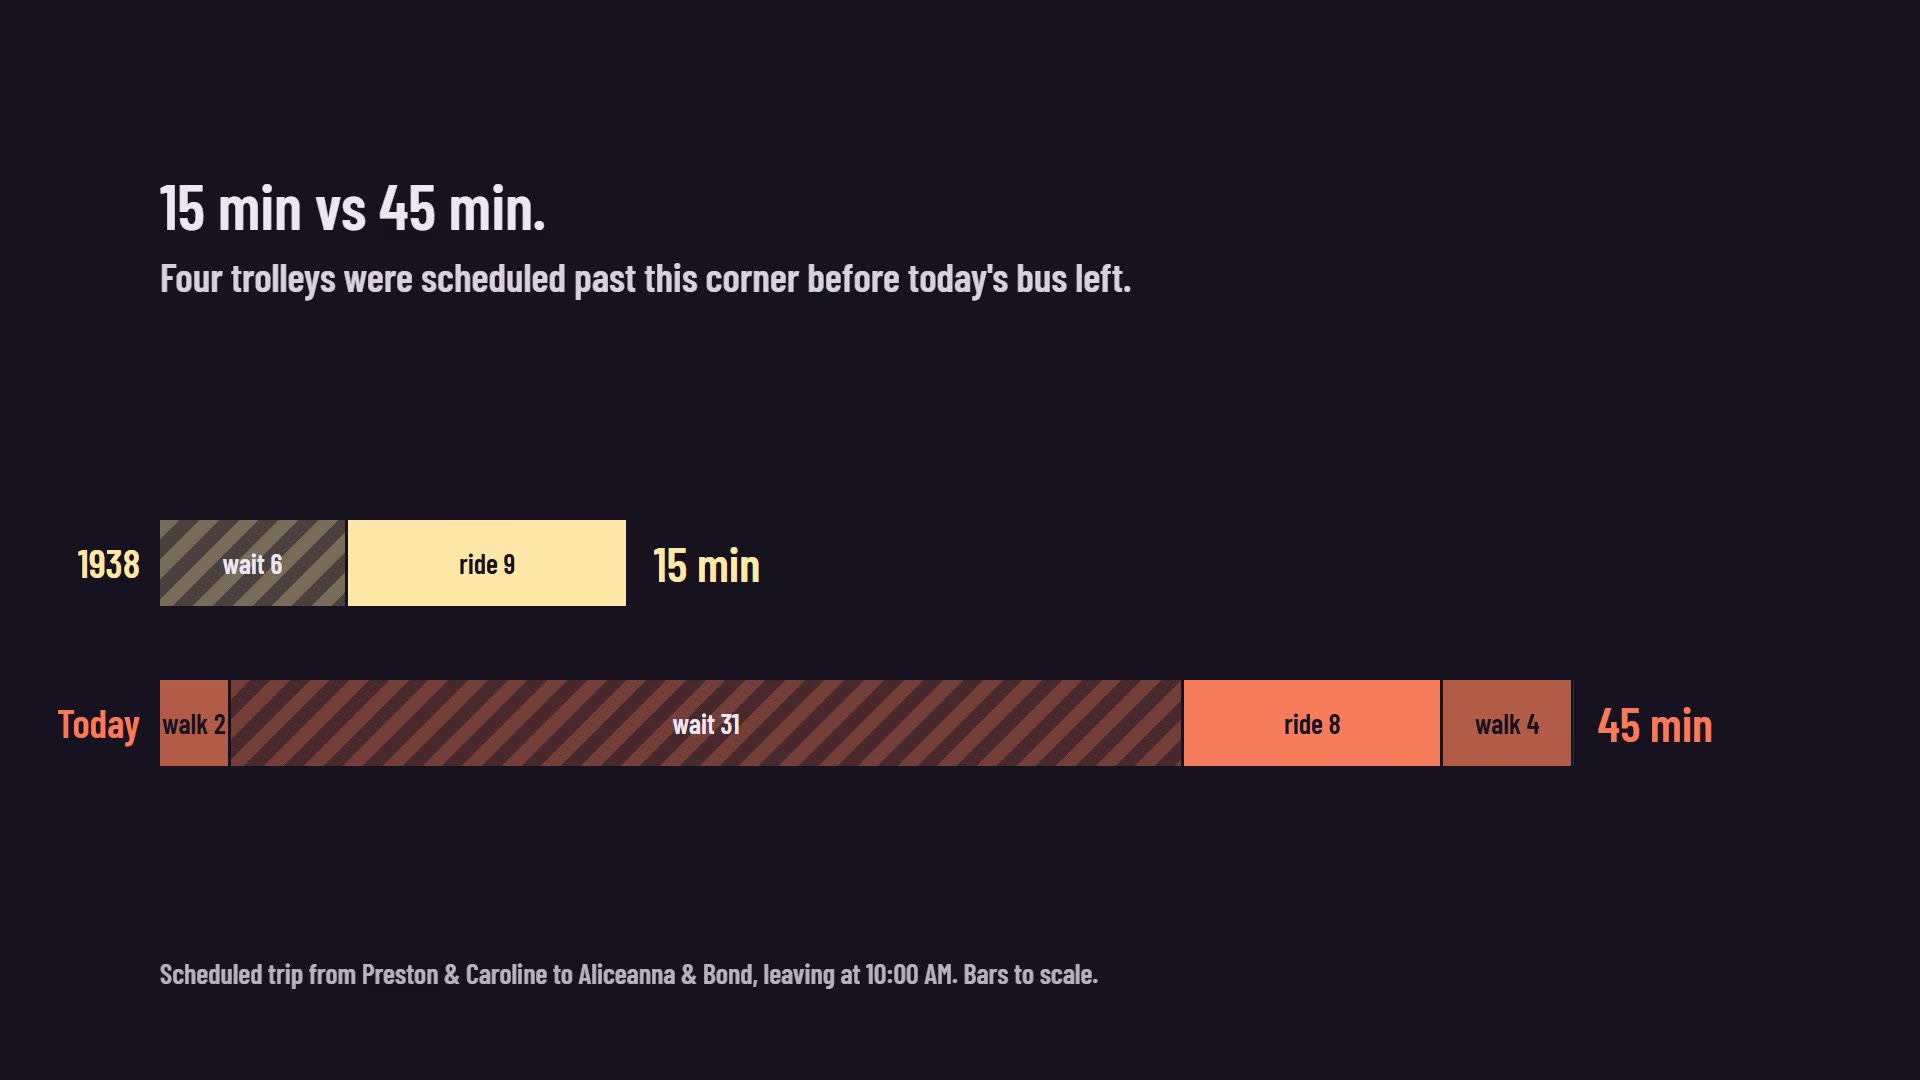 15 min vs 45 min.
Four trolleys were scheduled past this corner before today's bus left.
1938 wait 6 ride 9 15 min
Today walk 2 wait 31 ride 8 walk 4 45 min
Scheduled trip from Preston & Caroline to Aliceanna & Bond, leaving at 10:00 AM. Bars to scale.